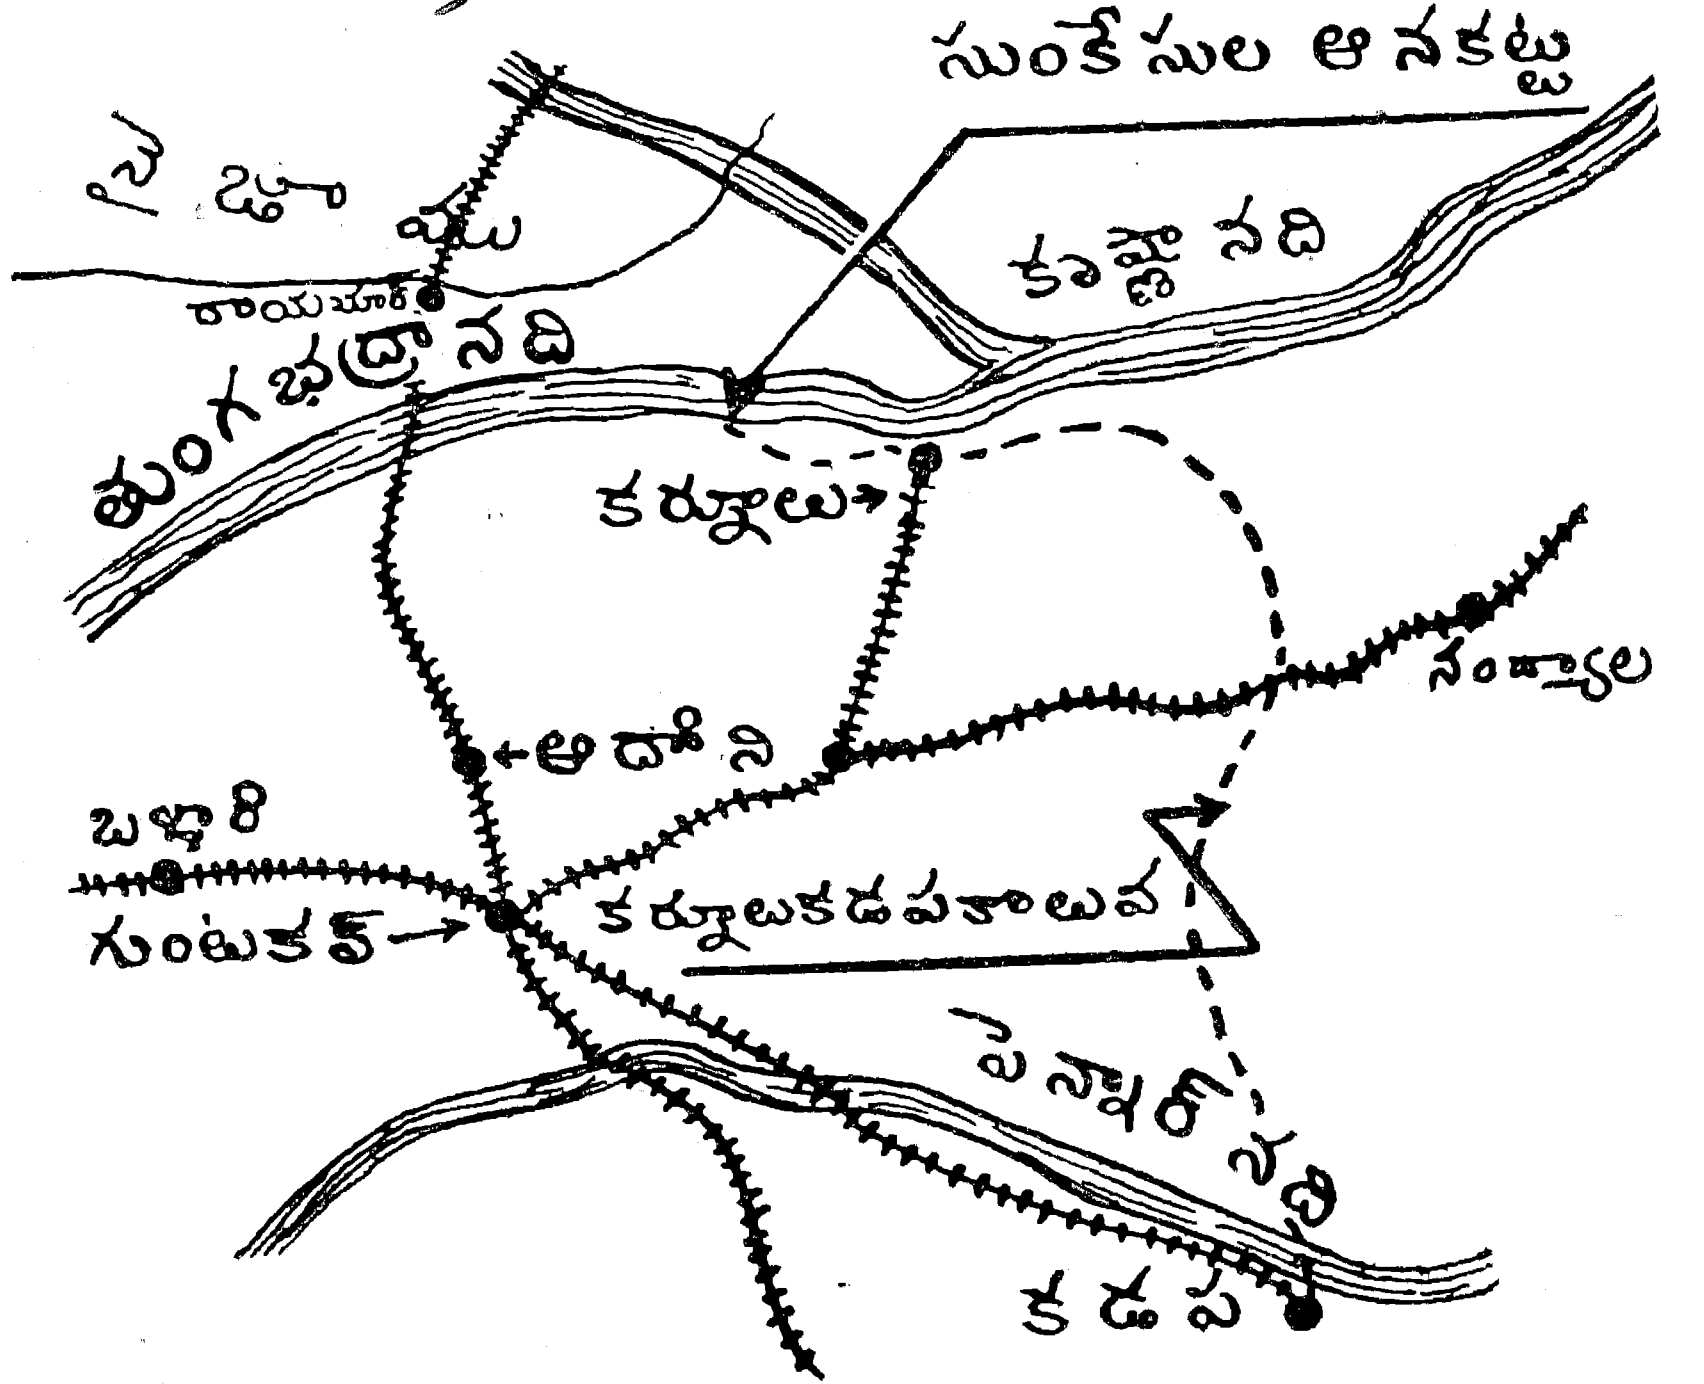 సుంకేసుల ఆనకట్టు
నైజాము
కృష్ణానది
రాయచూర్
తుంగభద్రానది
కర్నూలు
నంద్యాల
ఆదోని
బళ్లారి
కర్నూలుకడపకాలువ
గుంటకల్
పెన్నార్ నది
కడప